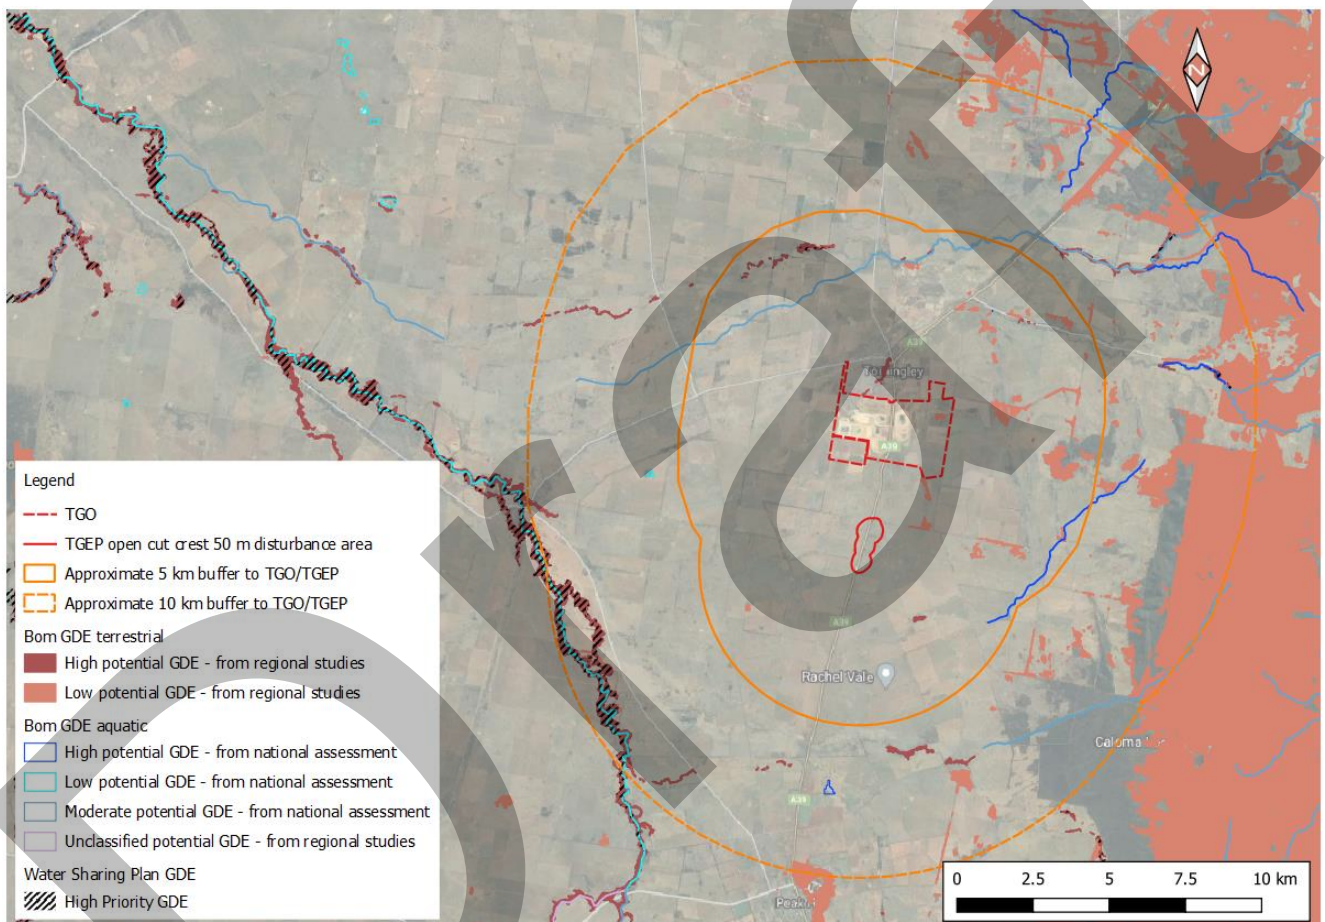 N
A39
Tomingley
A39
A39
Rachel Vale
Caloma
A39
Peak
Legend
TGO
TGEP open cut crest 50 m disturbance area
Approximate 5 km buffer to TGO/TGEP
Approximate 10 km buffer to TGO/TGEP
Bom GDE terrestrial
High potential GDE - from regional studies
Low potential GDE - from regional studies
Bom GDE aquatic
High potential GDE - from national assessment
Low potential GDE - from national assessment
Moderate potential GDE - from national assessment
Unclassified potential GDE - from regional studies
Water Sharing Plan GDE
High Priority GDE
0 2.5 5 7.5 10 km
Draft